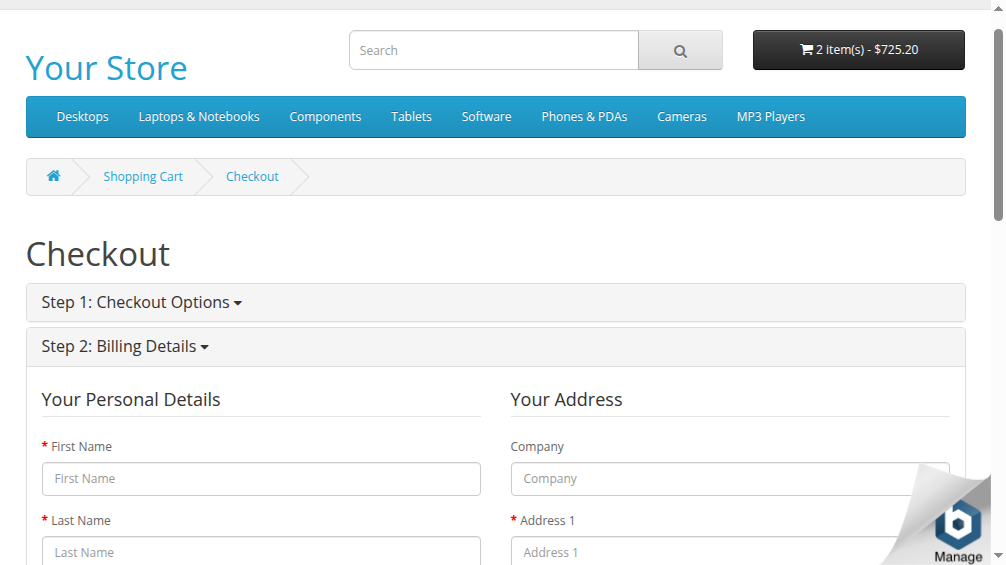 Your Store
Search
2 item(s) - $725.20
Desktops
Laptops & Notebooks
Components
Tablets
Software
Phones & PDAs
Cameras
MP3 Players
Shopping Cart
Checkout
Checkout
Step 1: Checkout Options
Step 2: Billing Details
Your Personal Details
* First Name
First Name
* Last Name
Last Name
Your Address
Company
Company
* Address 1
Address 1
b
Manage